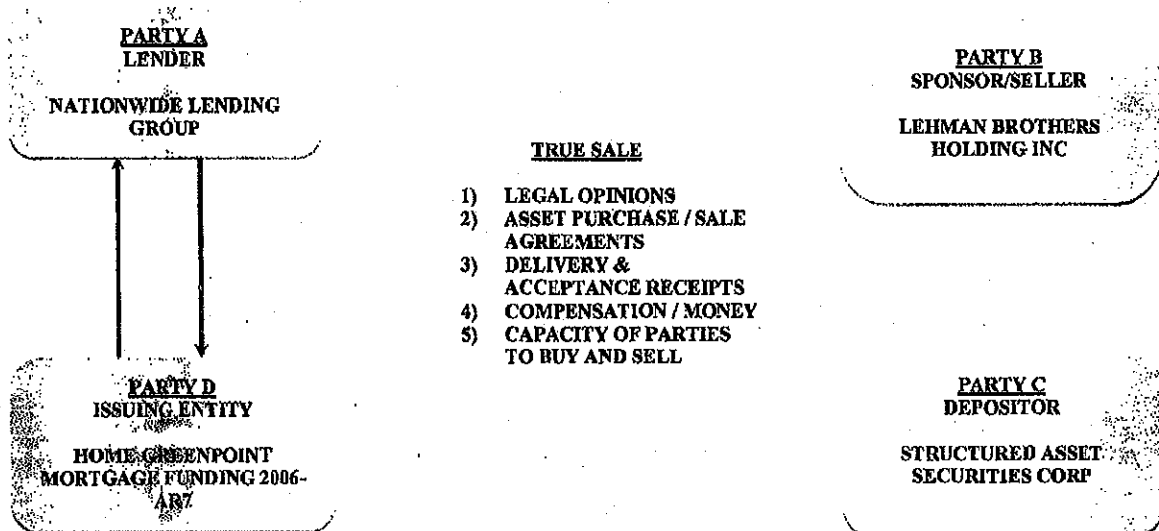 PARTY A
LENDER
NATIONWIDE LENDING
GROUP
PARTY B
SPONSOR/SELLER
LEHMAN BROTHERS
HOLDING INC
TRUE SALE
1) LEGAL OPINIONS
2) ASSET PURCHASE / SALE
AGREEMENTS
3) DELIVERY &
ACCEPTANCE RECEIPTS
4) COMPENSATION / MONEY
5) CAPACITY OF PARTIES
TO BUY AND SELL
PARTY D
ISSUING ENTITY
HOME GREENPOINT
MORTGAGE FUNDING 2006-
AR7
PARTY C
DEPOSITOR
STRUCTURED ASSET
SECURITIES CORP